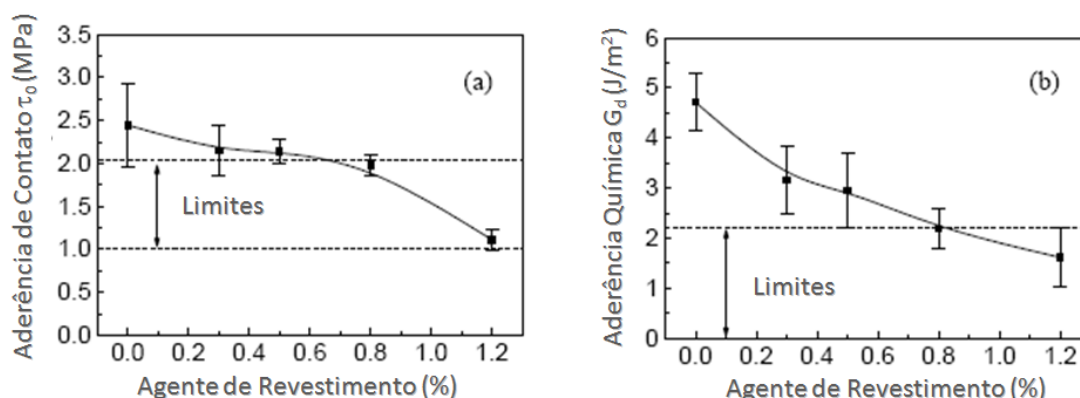 Aderência de Contato τ₀ (MPa)
3.5
3.0
2.5
2.0
1.5
1.0
0.5
0.0
(a)
Limites
0.0 0.2 0.4 0.6 0.8 1.0 1.2
Agente de Revestimento (%)
Aderência Química G_d (J/m²)
6
5
4
3
2
1
0
(b)
Limites
0.0 0.2 0.4 0.6 0.8 1.0 1.2
Agente de Revestimento (%)